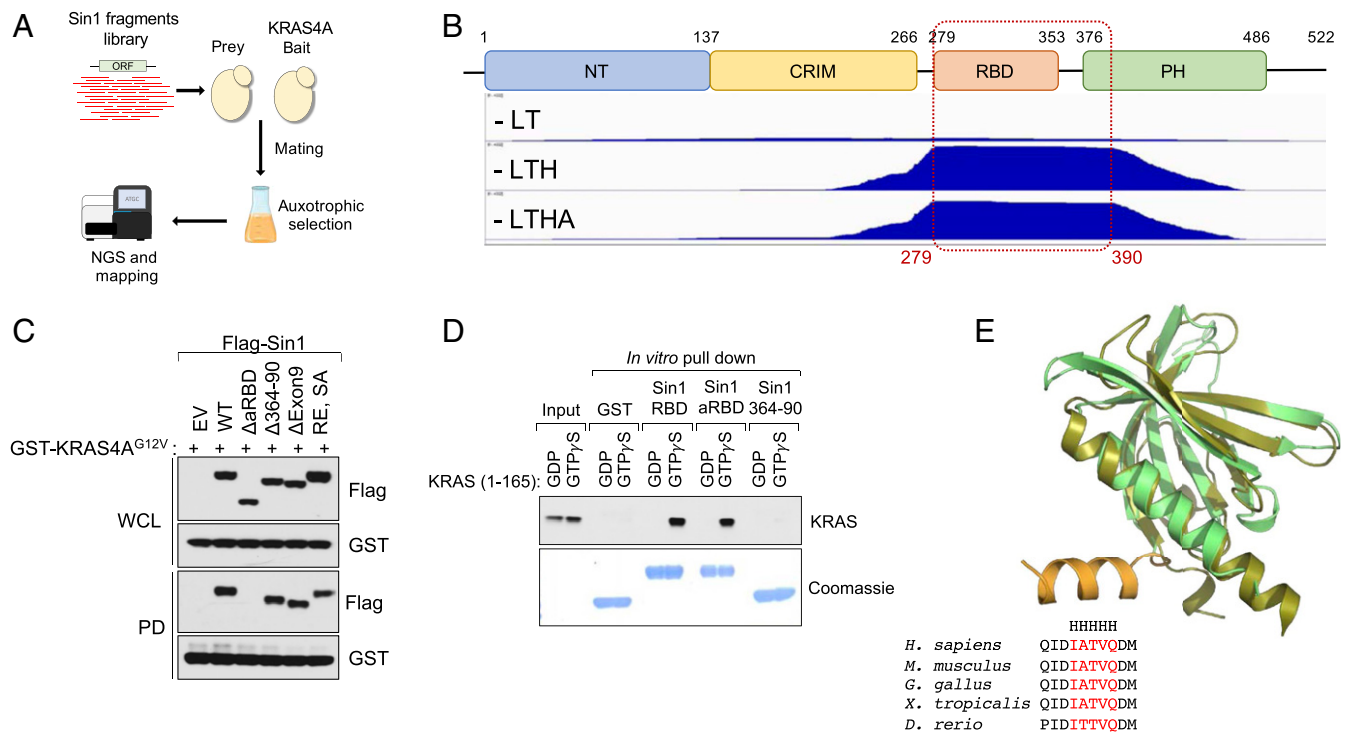 A
Sin1 fragments
library
ORF
Prey
KRAS4A
Bait
Mating
ATGC
Auxotrophic
selection
NGS and
mapping
B
1 137 266 279 353 376 486 522
NT CRIM RBD PH
- LT
- LTH
- LTHA
279 390
C
Flag-Sin1
EV WT ΔaRBD Δ364-90 ΔExon9 RE, SA
GST-KRAS4A^G12V : + + + + + +
WCL
Flag
GST
PD
Flag
GST
D
In vitro pull down
Input GST Sin1 RBD Sin1 aRBD Sin1 364-90
KRAS (1-165): GDP GTPγS GDP GTPγS GDP GTPγS GDP GTPγS GDP GTPγS
KRAS
Coomassie
E
HHHHH
H. sapiens QIDIATVQDM
M. musculus QIDIATVQDM
G. gallus QIDIATVQDM
X. tropicalis QIDIATVQDM
D. rerio PIDITTVQDM